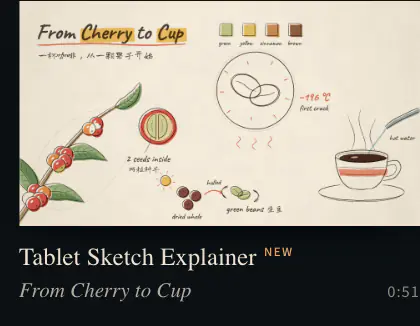 From Cherry to Cup
一杯咖啡，从一颗果子开始
green yellow cinnamon brown
~196 ℃
first crack
2 seeds inside
两粒种子
hulled
dried whole
green beans 生豆
hot water
Tablet Sketch Explainer NEW
From Cherry to Cup
0:51